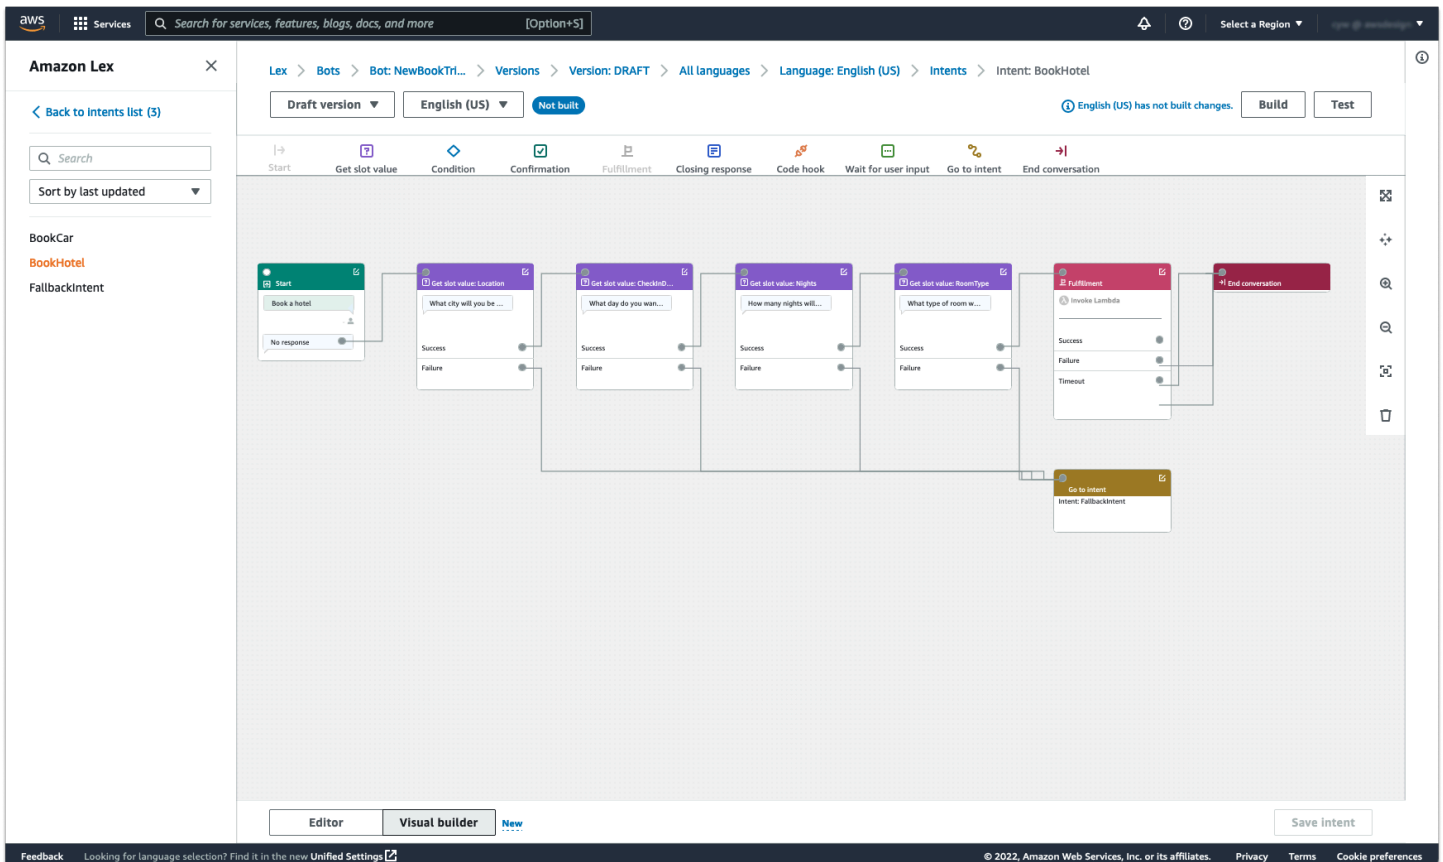 aws
Services
Search for services, features, blogs, docs, and more
[Option+S]
Select a Region
Amazon Lex
Back to intents list (3)
Search
Sort by last updated
BookCar
BookHotel
FallbackIntent
Lex > Bots > Bot: NewBookTri... > Versions > Version: DRAFT > All languages > Language: English (US) > Intents > Intent: BookHotel
Draft version
English (US)
Not built
English (US) has not built changes.
Build
Test
Start
Get slot value
Condition
Confirmation
Fulfillment
Closing response
Code hook
Wait for user input
Go to intent
End conversation
Start
Book a hotel
No response
Get slot value: Location
What city will you be ...
Success
Failure
Get slot value: CheckInD...
What day do you wan...
Success
Failure
Get slot value: Nights
How many nights will...
Success
Failure
Get slot value: RoomType
What type of room w...
Success
Failure
Fulfillment
Invoke Lambda
Success
Failure
Timeout
End conversation
Go to intent
Intent: FallbackIntent
Editor
Visual builder
New
Save intent
Feedback
Looking for language selection? Find it in the new Unified Settings
© 2022, Amazon Web Services, Inc. or its affiliates.
Privacy
Terms
Cookie preferences